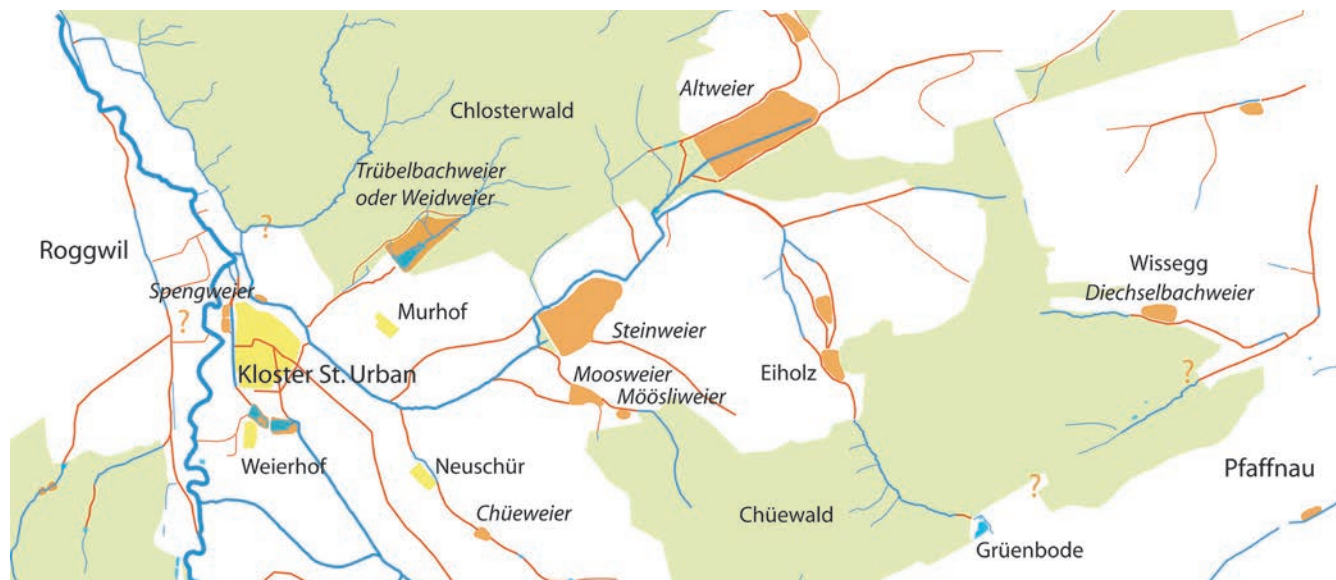 Altweier
Chlosterwald
Trübelbachweier
oder Weidweier
?
Roggwil
Wissegg
Diechselbachweier
Spengweier
Murhof
?
Steinweier
Kloster St. Urban
Moosweier
Eiholz
?
Möösliweier
Weierhof
Neuschür
Pfaffnau
?
Chüeweier
Chüewald
Grüenbode